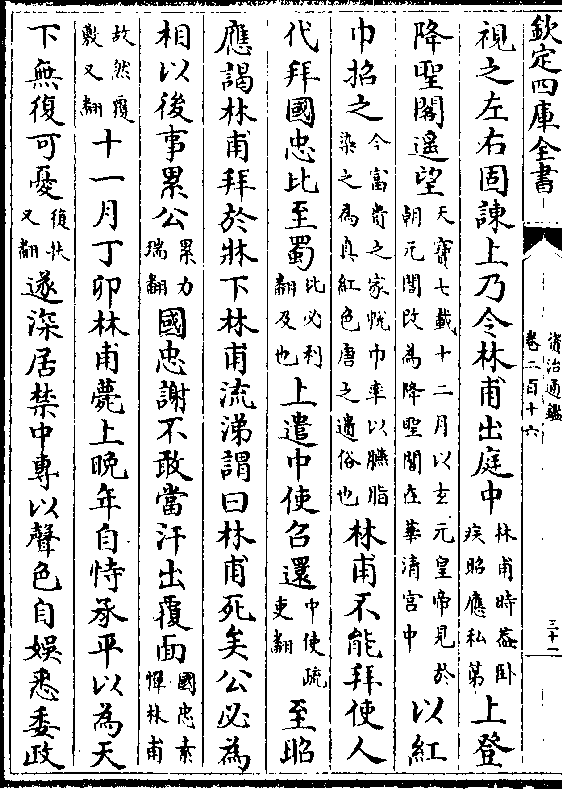 欽定四庫全書
資治通鑑
卷二百十六
三十一
視之左右固諫上乃令林甫出庭中林甫時蓋卧疾昭應私第上登
降聖閣遥望天寶七載十二月以玄元皇帝見於朝元閣改為降聖閣在華清宮中以紅
巾招之今富貴之家帨巾率以臙脂染之為真紅色唐之遺俗也林甫不能拜使人
代拜國忠比至蜀比必利翻及也上遣中使召還中使疏吏翻至昭
應謁林甫拜於牀下林甫流涕謂曰林甫死矣公必為
相以後事累公累力瑞翻國忠謝不敢當汗出覆面國忠素憚林甫
故然覆敷又翻十一月丁卯林甫薨上晚年自恃承平以為天
下無復可憂復扶又翻遂深居禁中專以聲色自娛悉委政